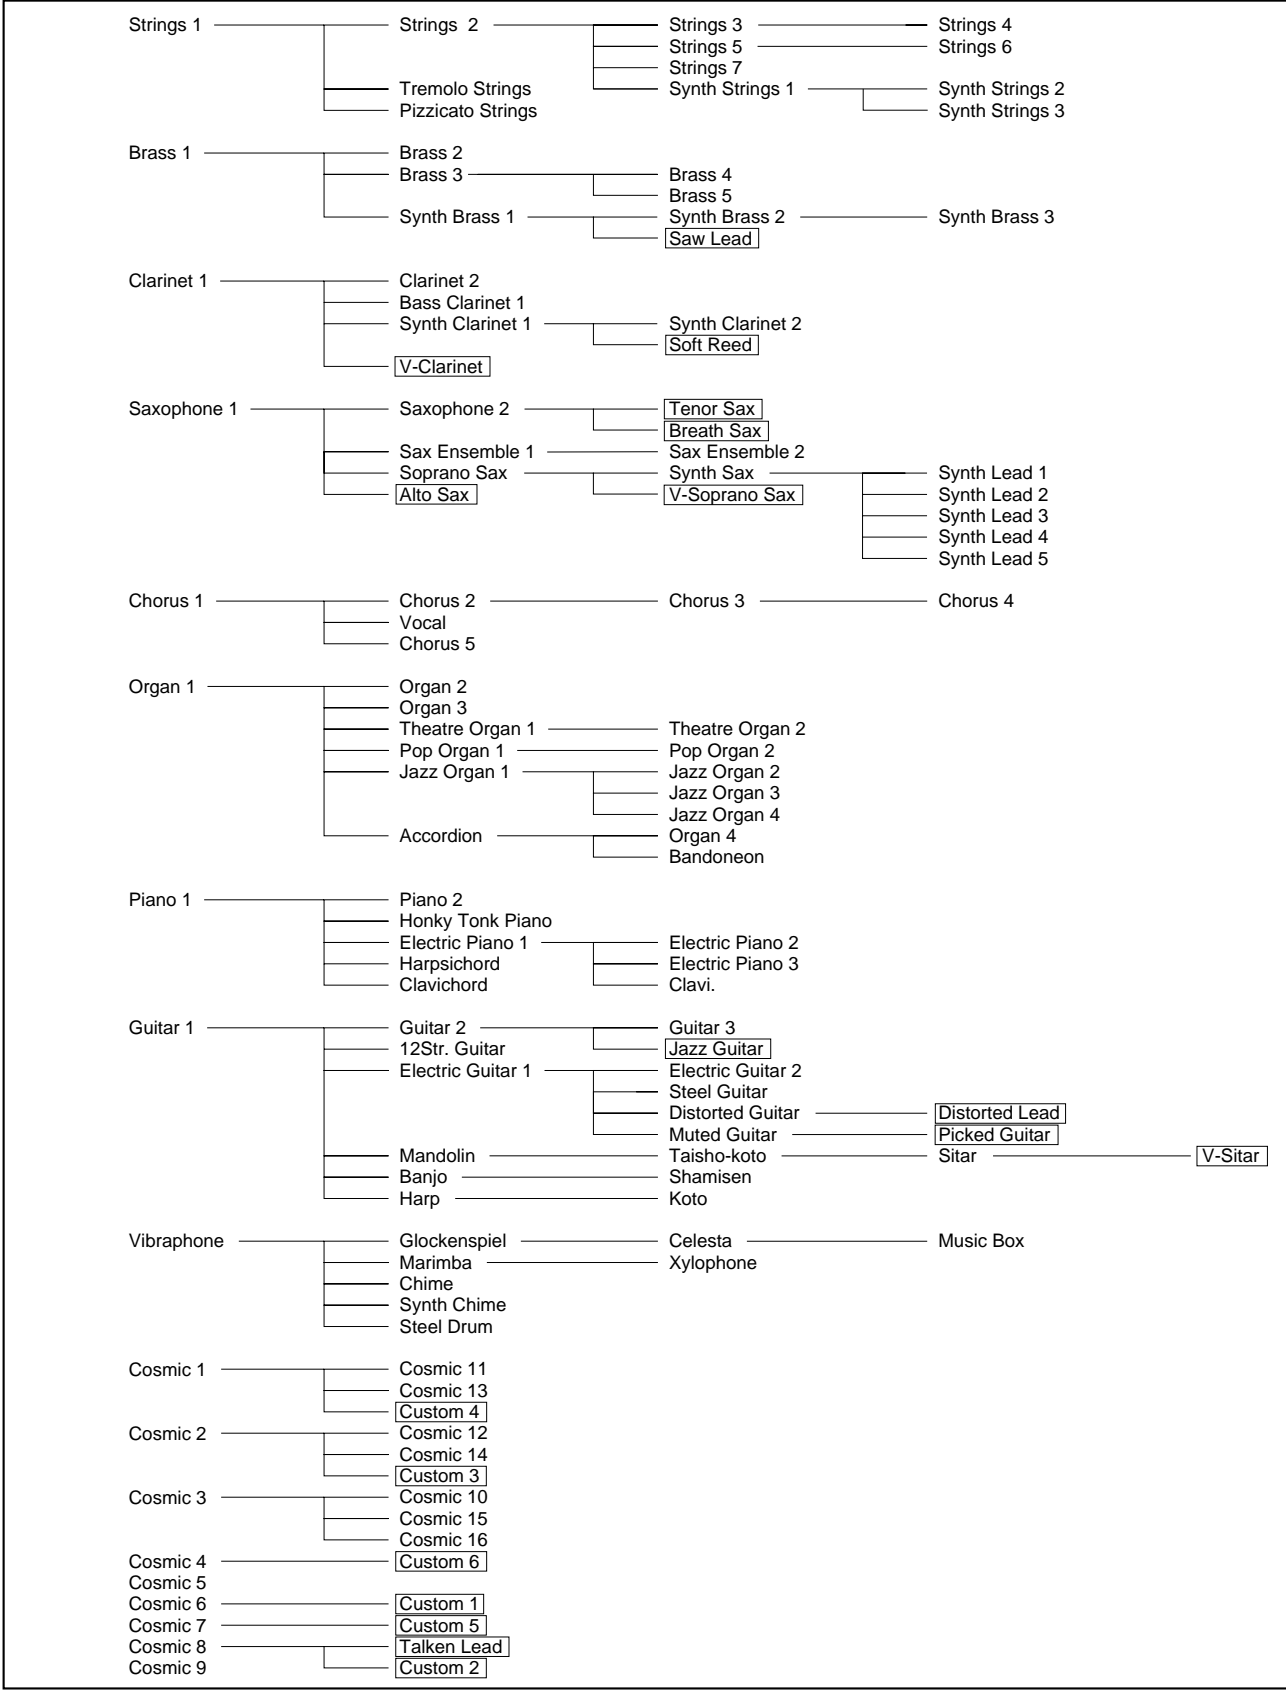 Strings 1 Strings 2 Strings 3 Strings 4
Strings 5 Strings 6
Strings 7
Tremolo Strings Synth Strings 1 Synth Strings 2
Pizzicato Strings Synth Strings 3
Brass 1 Brass 2
Brass 3 Brass 4
Brass 5
Synth Brass 1 Synth Brass 2 Synth Brass 3
Saw Lead
Clarinet 1 Clarinet 2
Bass Clarinet 1
Synth Clarinet 1 Synth Clarinet 2
Soft Reed
V-Clarinet
Saxophone 1 Saxophone 2 Tenor Sax
Breath Sax
Sax Ensemble 1 Sax Ensemble 2
Soprano Sax Synth Sax Synth Lead 1
Alto Sax V-Soprano Sax Synth Lead 2
Synth Lead 3
Synth Lead 4
Synth Lead 5
Chorus 1 Chorus 2 Chorus 3 Chorus 4
Vocal
Chorus 5
Organ 1 Organ 2
Organ 3
Theatre Organ 1 Theatre Organ 2
Pop Organ 1 Pop Organ 2
Jazz Organ 1 Jazz Organ 2
Jazz Organ 3
Jazz Organ 4
Accordion Organ 4
Bandoneon
Piano 1 Piano 2
Honky Tonk Piano
Electric Piano 1 Electric Piano 2
Harpsichord Electric Piano 3
Clavichord Clavi.
Guitar 1 Guitar 2 Guitar 3
12Str. Guitar Jazz Guitar
Electric Guitar 1 Electric Guitar 2
Steel Guitar
Distorted Guitar Distorted Lead
Muted Guitar Picked Guitar
Mandolin Taisho-koto Sitar V-Sitar
Banjo Shamisen
Harp Koto
Vibraphone Glockenspiel Celesta Music Box
Marimba Xylophone
Chime
Synth Chime
Steel Drum
Cosmic 1 Cosmic 11
Cosmic 13
Custom 4
Cosmic 2 Cosmic 12
Cosmic 14
Custom 3
Cosmic 3 Cosmic 10
Cosmic 15
Cosmic 16
Cosmic 4 Custom 6
Cosmic 5
Cosmic 6 Custom 1
Cosmic 7 Custom 5
Cosmic 8 Talken Lead
Cosmic 9 Custom 2